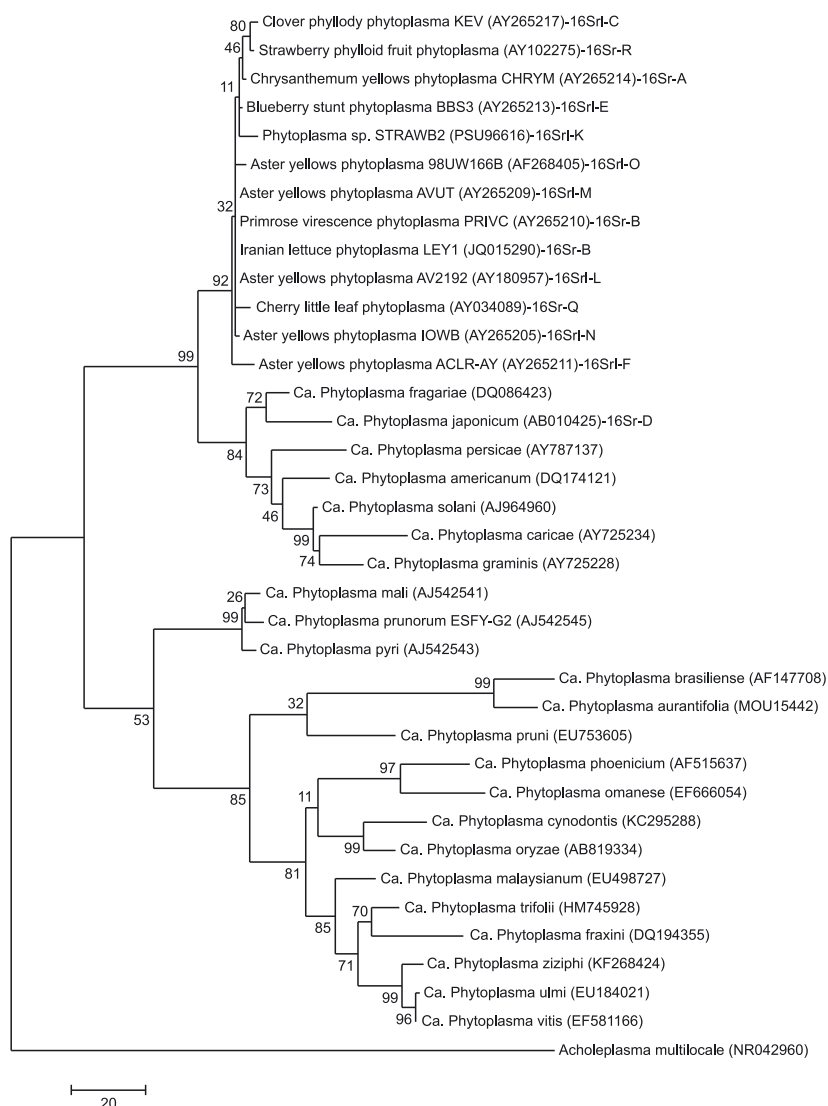 80 Clover phyllody phytoplasma KEV (AY265217)-16SrI-C
46 Strawberry phylloid fruit phytoplasma (AY102275)-16Sr-R
Chrysanthemum yellows phytoplasma CHRYM (AY265214)-16Sr-A
11
Blueberry stunt phytoplasma BBS3 (AY265213)-16SrI-E
Phytoplasma sp. STRAWB2 (PSU96616)-16SrI-K
Aster yellows phytoplasma 98UW166B (AF268405)-16SrI-O
Aster yellows phytoplasma AVUT (AY265209)-16SrI-M
32
Primrose virescence phytoplasma PRIVC (AY265210)-16Sr-B
Iranian lettuce phytoplasma LEY1 (JQ015290)-16Sr-B
92 Aster yellows phytoplasma AV2192 (AY180957)-16SrI-L
Cherry little leaf phytoplasma (AY034089)-16Sr-Q
Aster yellows phytoplasma IOWB (AY265205)-16SrI-N
99 Aster yellows phytoplasma ACLR-AY (AY265211)-16SrI-F
72 Ca. Phytoplasma fragariae (DQ086423)
Ca. Phytoplasma japonicum (AB010425)-16Sr-D
84 Ca. Phytoplasma persicae (AY787137)
73 Ca. Phytoplasma americanum (DQ174121)
46 Ca. Phytoplasma solani (AJ964960)
99 Ca. Phytoplasma caricae (AY725234)
74 Ca. Phytoplasma graminis (AY725228)
26 Ca. Phytoplasma mali (AJ542541)
99 Ca. Phytoplasma prunorum ESFY-G2 (AJ542545)
Ca. Phytoplasma pyri (AJ542543)
99 Ca. Phytoplasma brasiliense (AF147708)
32 Ca. Phytoplasma aurantifolia (MOU15442)
53
Ca. Phytoplasma pruni (EU753605)
97 Ca. Phytoplasma phoenicium (AF515637)
Ca. Phytoplasma omanese (EF666054)
85 11
Ca. Phytoplasma cynodontis (KC295288)
99 Ca. Phytoplasma oryzae (AB819334)
81
Ca. Phytoplasma malaysianum (EU498727)
70 Ca. Phytoplasma trifolii (HM745928)
85
Ca. Phytoplasma fraxini (DQ194355)
71 Ca. Phytoplasma ziziphi (KF268424)
99 Ca. Phytoplasma ulmi (EU184021)
96 Ca. Phytoplasma vitis (EF581166)
Acholeplasma multilocale (NR042960)
20